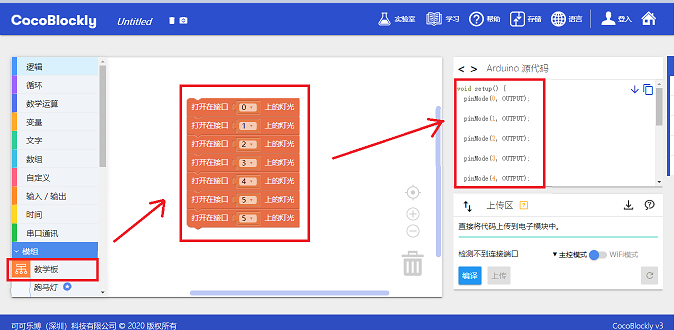 CocoBlockly Untitled 实验室 学习 帮助 存储 语言 登入
逻辑
循环
数学运算
变量
文字
数组
自定义
输入 / 输出
时间
串口通讯
模组
教学板
跑马灯
打开在接口 0 上的灯光
打开在接口 1 上的灯光
打开在接口 2 上的灯光
打开在接口 3 上的灯光
打开在接口 4 上的灯光
打开在接口 5 上的灯光
打开在接口 5 上的灯光
< > Arduino 源代码
void setup() {
pinMode(0, OUTPUT);
pinMode(1, OUTPUT);
pinMode(2, OUTPUT);
pinMode(3, OUTPUT);
pinMode(4, OUTPUT);
上传区 ?
直接将代码上传到电子模块中。
检测不到连接端口 ▼ 主控模式 WiFi模式
编译 上传
可可乐博（深圳）科技有限公司 © 2020 版权所有 CocoBlockly v3